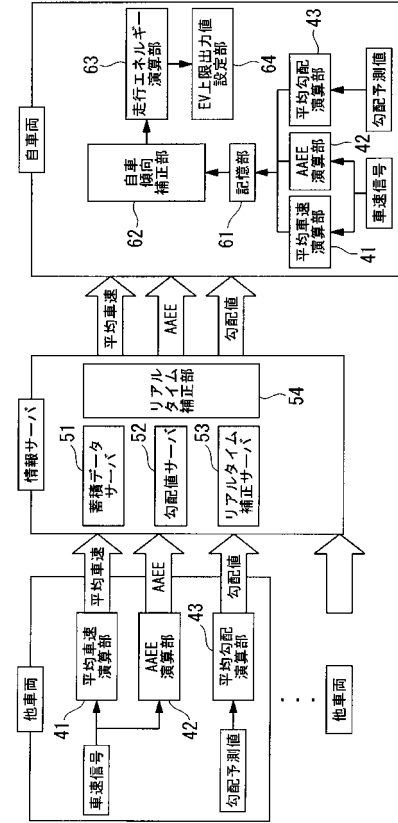 他車両
車速信号
平均車速
演算部
41
AAEE
演算部
42
勾配予測値
平均勾配
演算部
43
平均車速
AAEE
勾配値
他車両
情報サーバ
51
蓄積データ
サーバ
52
勾配値サーバ
53
リアルタイム
補正サーバ
リアルタイム
補正部
54
平均車速
AAEE
勾配値
自車両
自車
傾向
補正部
62
走行エネルギー
演算部
63
EV上限出力値
設定部
64
記憶部
61
平均車速
演算部
41
AAEE
演算部
42
平均勾配
演算部
43
車速信号
勾配予測値